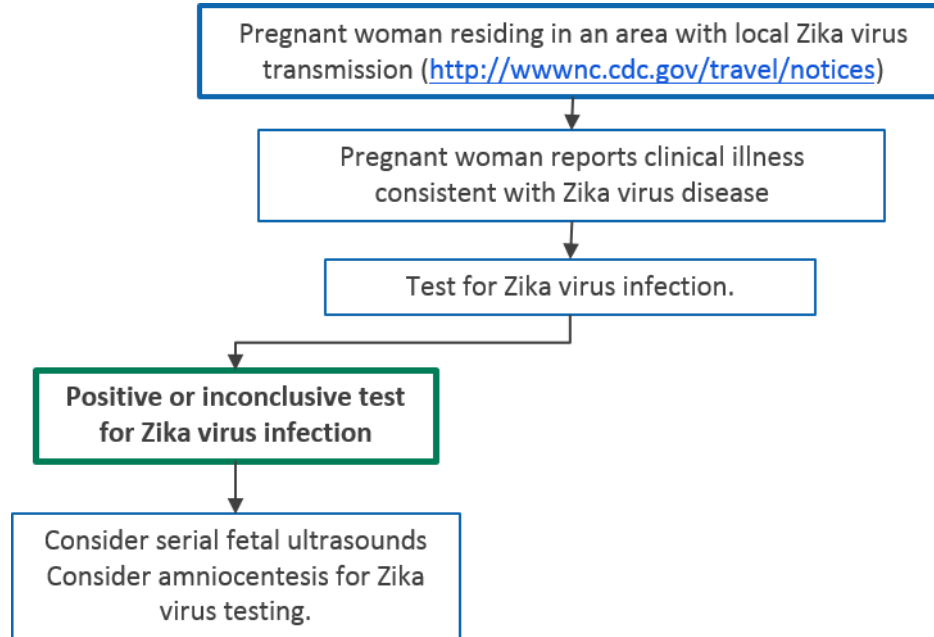 Pregnant woman residing in an area with local Zika virus
transmission (http://wwwnc.cdc.gov/travel/notices)
Pregnant woman reports clinical illness
consistent with Zika virus disease
Test for Zika virus infection.
Positive or inconclusive test
for Zika virus infection
Consider serial fetal ultrasounds
Consider amniocentesis for Zika
virus testing.